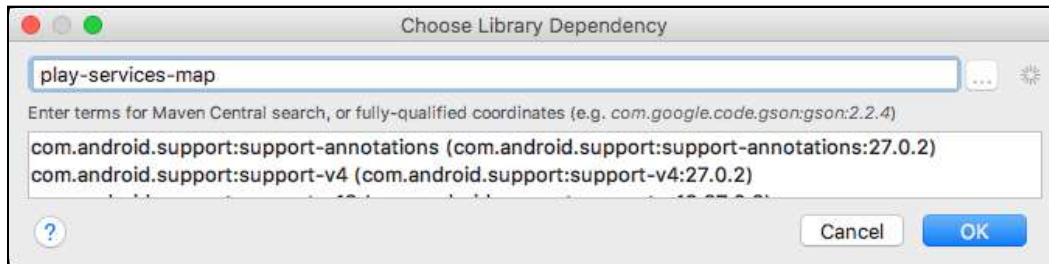 Choose Library Dependency
play-services-map
...
Enter terms for Maven Central search, or fully-qualified coordinates (e.g. com.google.code.gson:gson:2.2.4)
com.android.support:support-annotations (com.android.support:support-annotations:27.0.2)
com.android.support:support-v4 (com.android.support:support-v4:27.0.2)
? Cancel OK